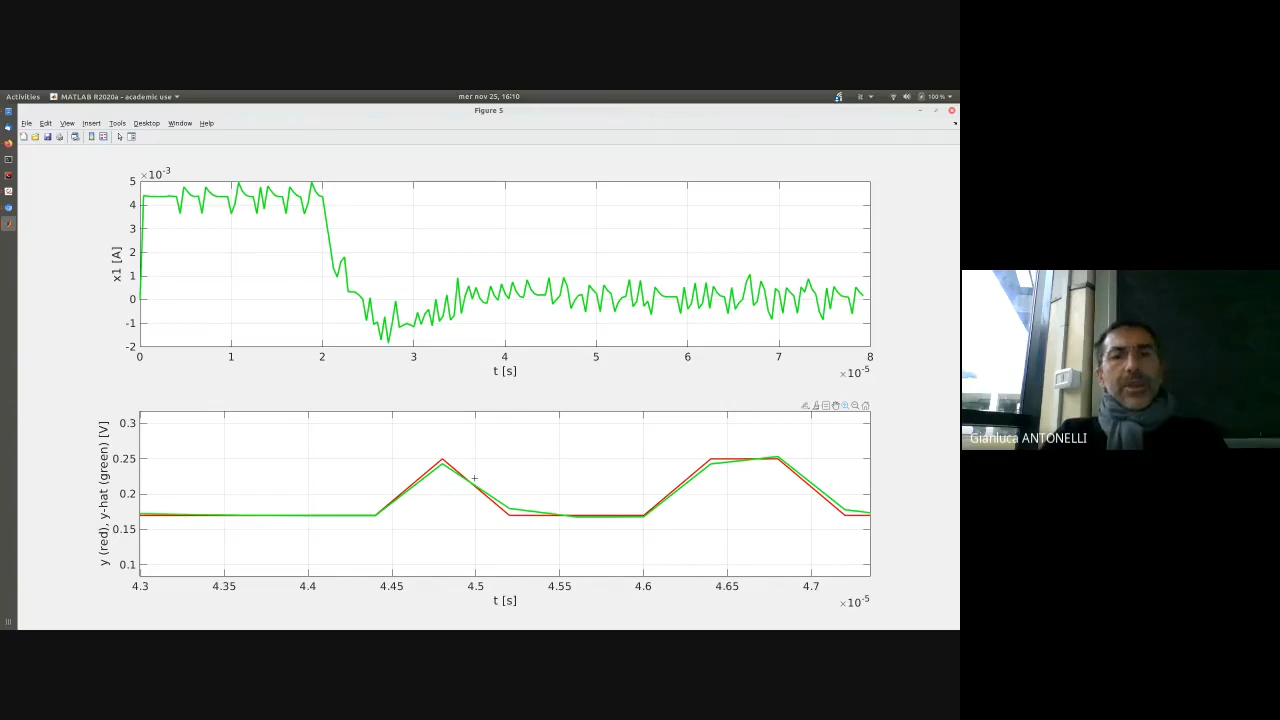 Activities MATLAB R2020a - academic use mer nov 25, 16:10 it 100 %
Figure 5
File Edit View Insert Tools Desktop Window Help
×10-3
5
4
3
2
1
0
-1
-2
x1 [A]
0 1 2 3 4 5 6 7 8
t [s]
×10-5
0.3
0.25
0.2
0.15
0.1
y (red), y-hat (green) [V]
4.3 4.35 4.4 4.45 4.5 4.55 4.6 4.65 4.7
t [s]
×10-5
Gianluca ANTONELLI